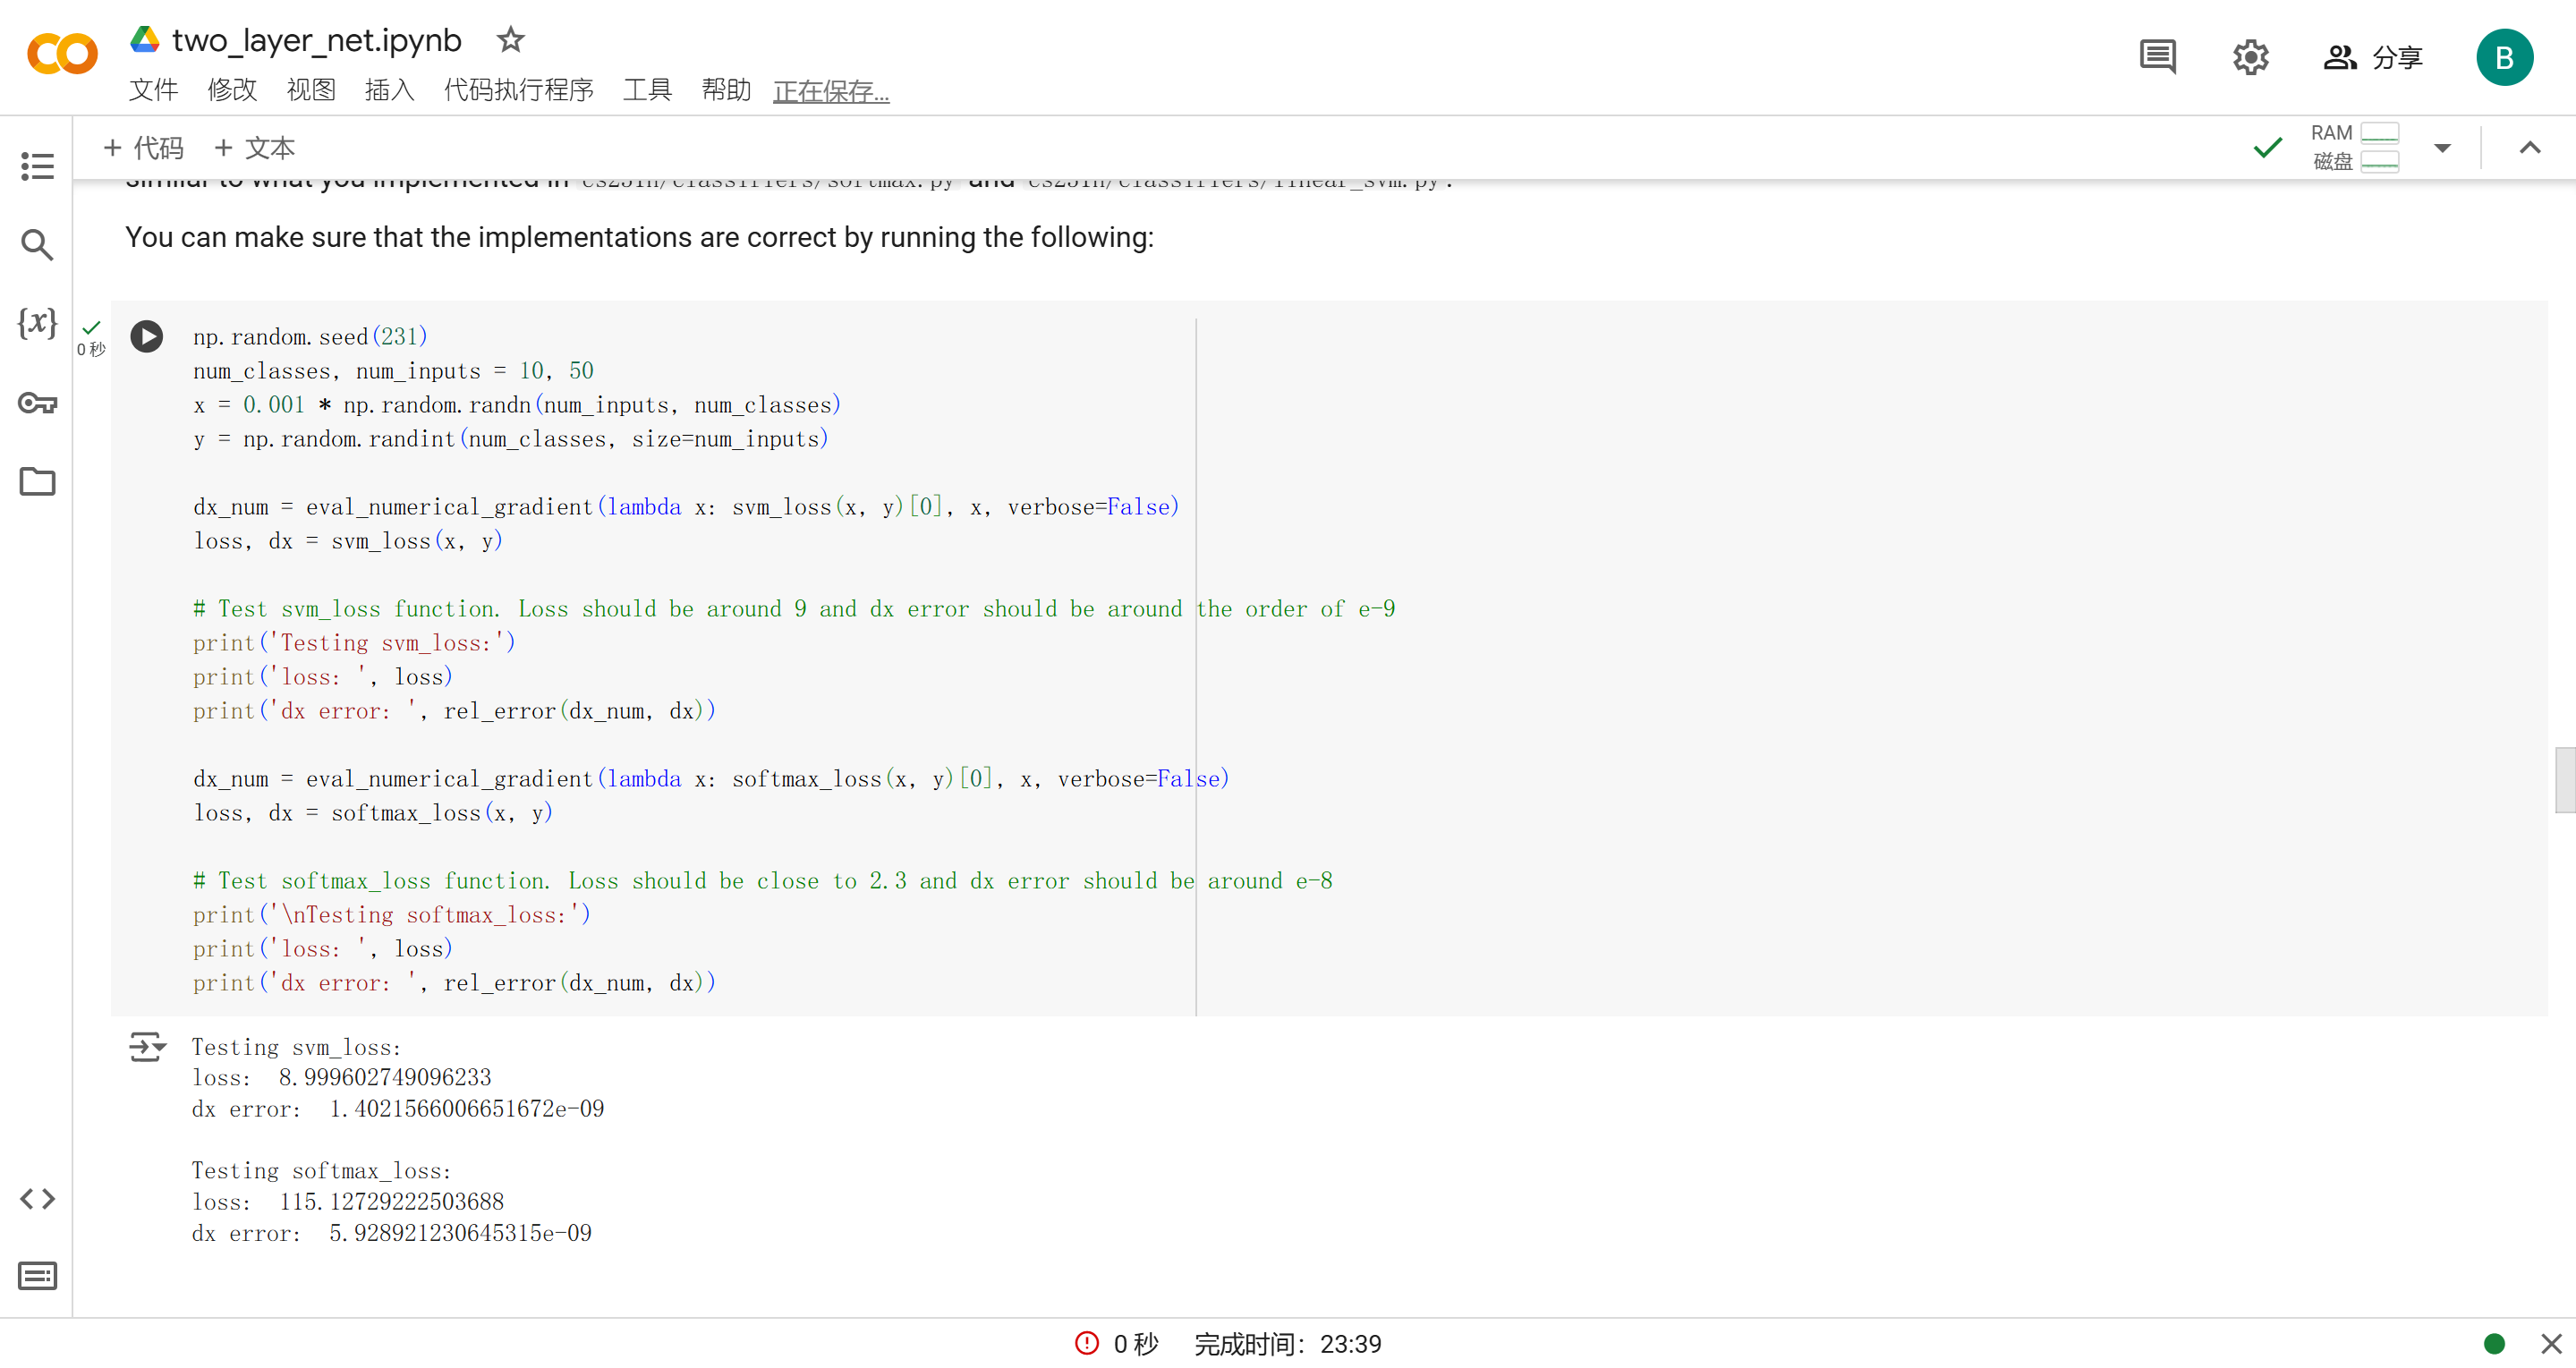 two_layer_net.ipynb
文件 修改 视图 插入 代码执行程序 工具 帮助 正在保存...
分享
B
+ 代码 + 文本
RAM
磁盘
similar to what you implemented in cs231n/classifiers/softmax.py and cs231n/classifiers/linear_svm.py.
You can make sure that the implementations are correct by running the following:
{x}
0 秒
np.random.seed(231)
num_classes, num_inputs = 10, 50
x = 0.001 * np.random.randn(num_inputs, num_classes)
y = np.random.randint(num_classes, size=num_inputs)
dx_num = eval_numerical_gradient(lambda x: svm_loss(x, y)[0], x, verbose=False)
loss, dx = svm_loss(x, y)
# Test svm_loss function. Loss should be around 9 and dx error should be around the order of e-9
print('Testing svm_loss:')
print('loss: ', loss)
print('dx error: ', rel_error(dx_num, dx))
dx_num = eval_numerical_gradient(lambda x: softmax_loss(x, y)[0], x, verbose=False)
loss, dx = softmax_loss(x, y)
# Test softmax_loss function. Loss should be close to 2.3 and dx error should be around e-8
print('\nTesting softmax_loss:')
print('loss: ', loss)
print('dx error: ', rel_error(dx_num, dx))
Testing svm_loss:
loss:  8.999602749096233
dx error:  1.4021566006651672e-09
Testing softmax_loss:
loss:  115.12729222503688
dx error:  5.928921230645315e-09
0 秒 完成时间：23:39